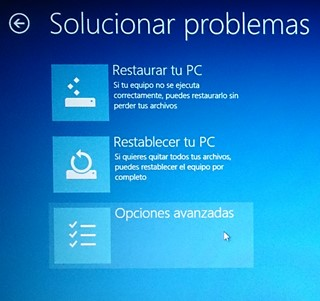 Solucionar problemas
Restaurar tu PC
Si tu equipo no se ejecuta
correctamente, puedes restaurarlo sin
perder tus archivos
Restablecer tu PC
Si quieres quitar todos tus archivos,
puedes restablecer el equipo por
completo
Opciones avanzadas